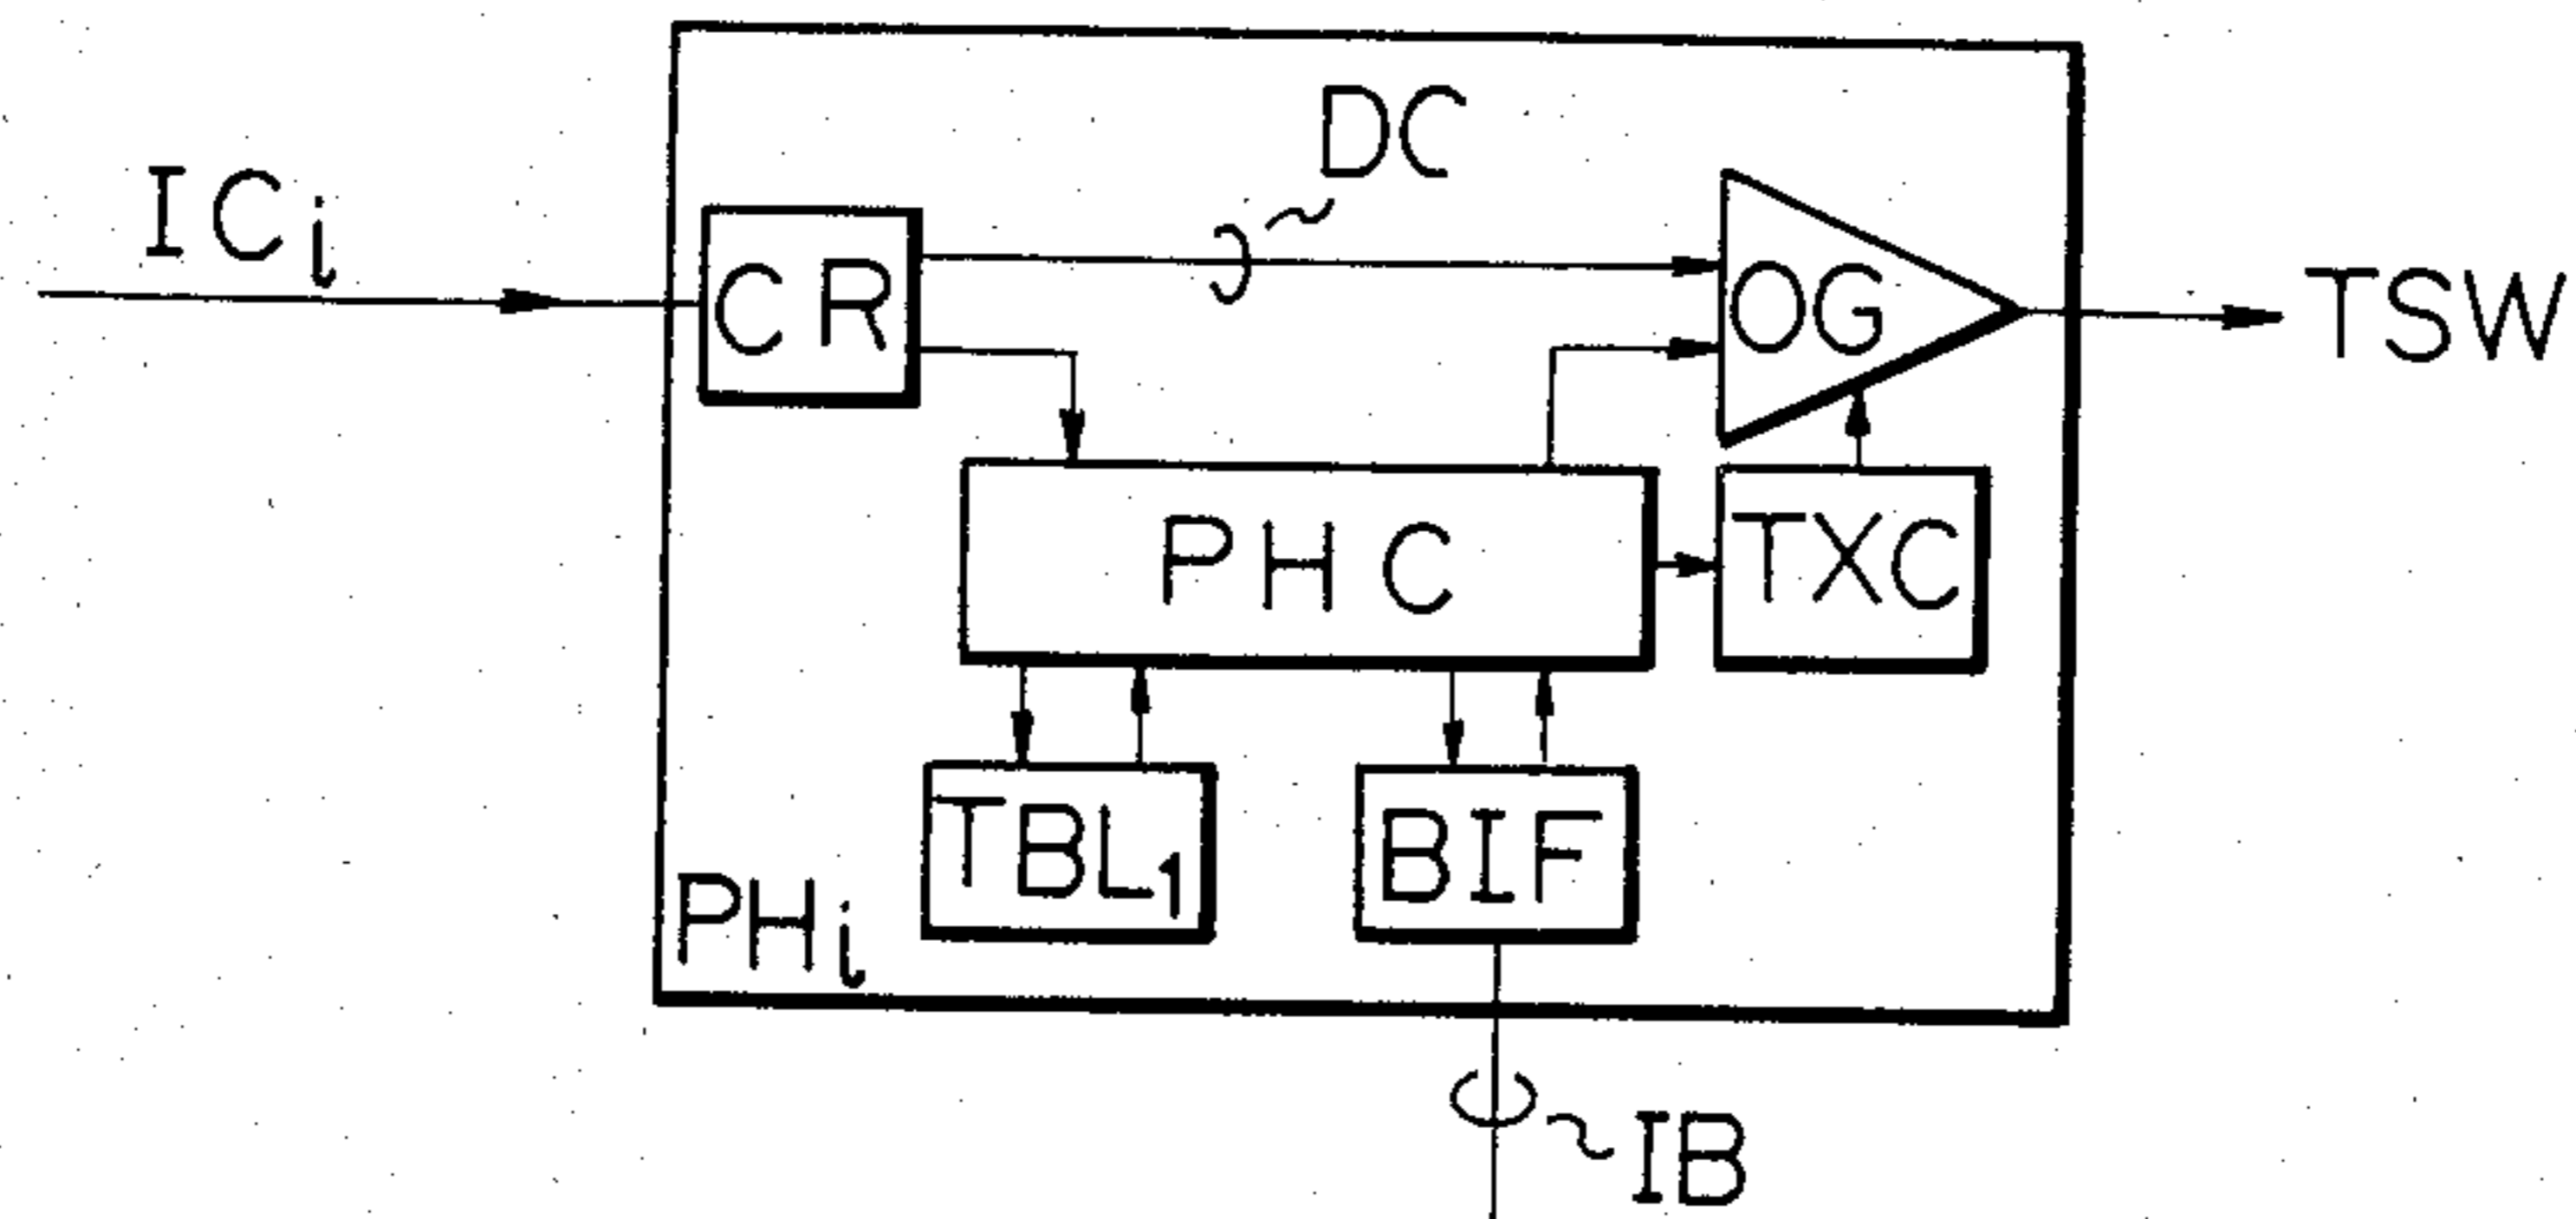 DC
ICi
CR
OG
TSW
PHC
TXC
TBL1
BIF
PHi
IB